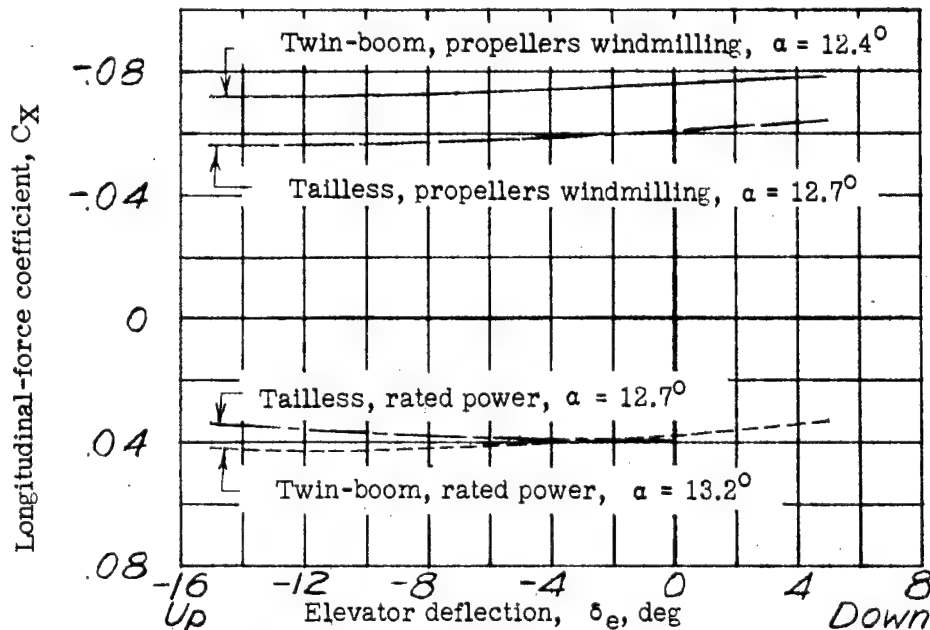 Twin-boom, propellers windmilling, α = 12.4°
-.08
Longitudinal-force coefficient, C_X
-.04
Tailless, propellers windmilling, α = 12.7°
0
Tailless, rated power, α = 12.7°
.04
Twin-boom, rated power, α = 13.2°
.08
-16 -12 -8 -4 0 4 8
Up Elevator deflection, δ_e, deg Down